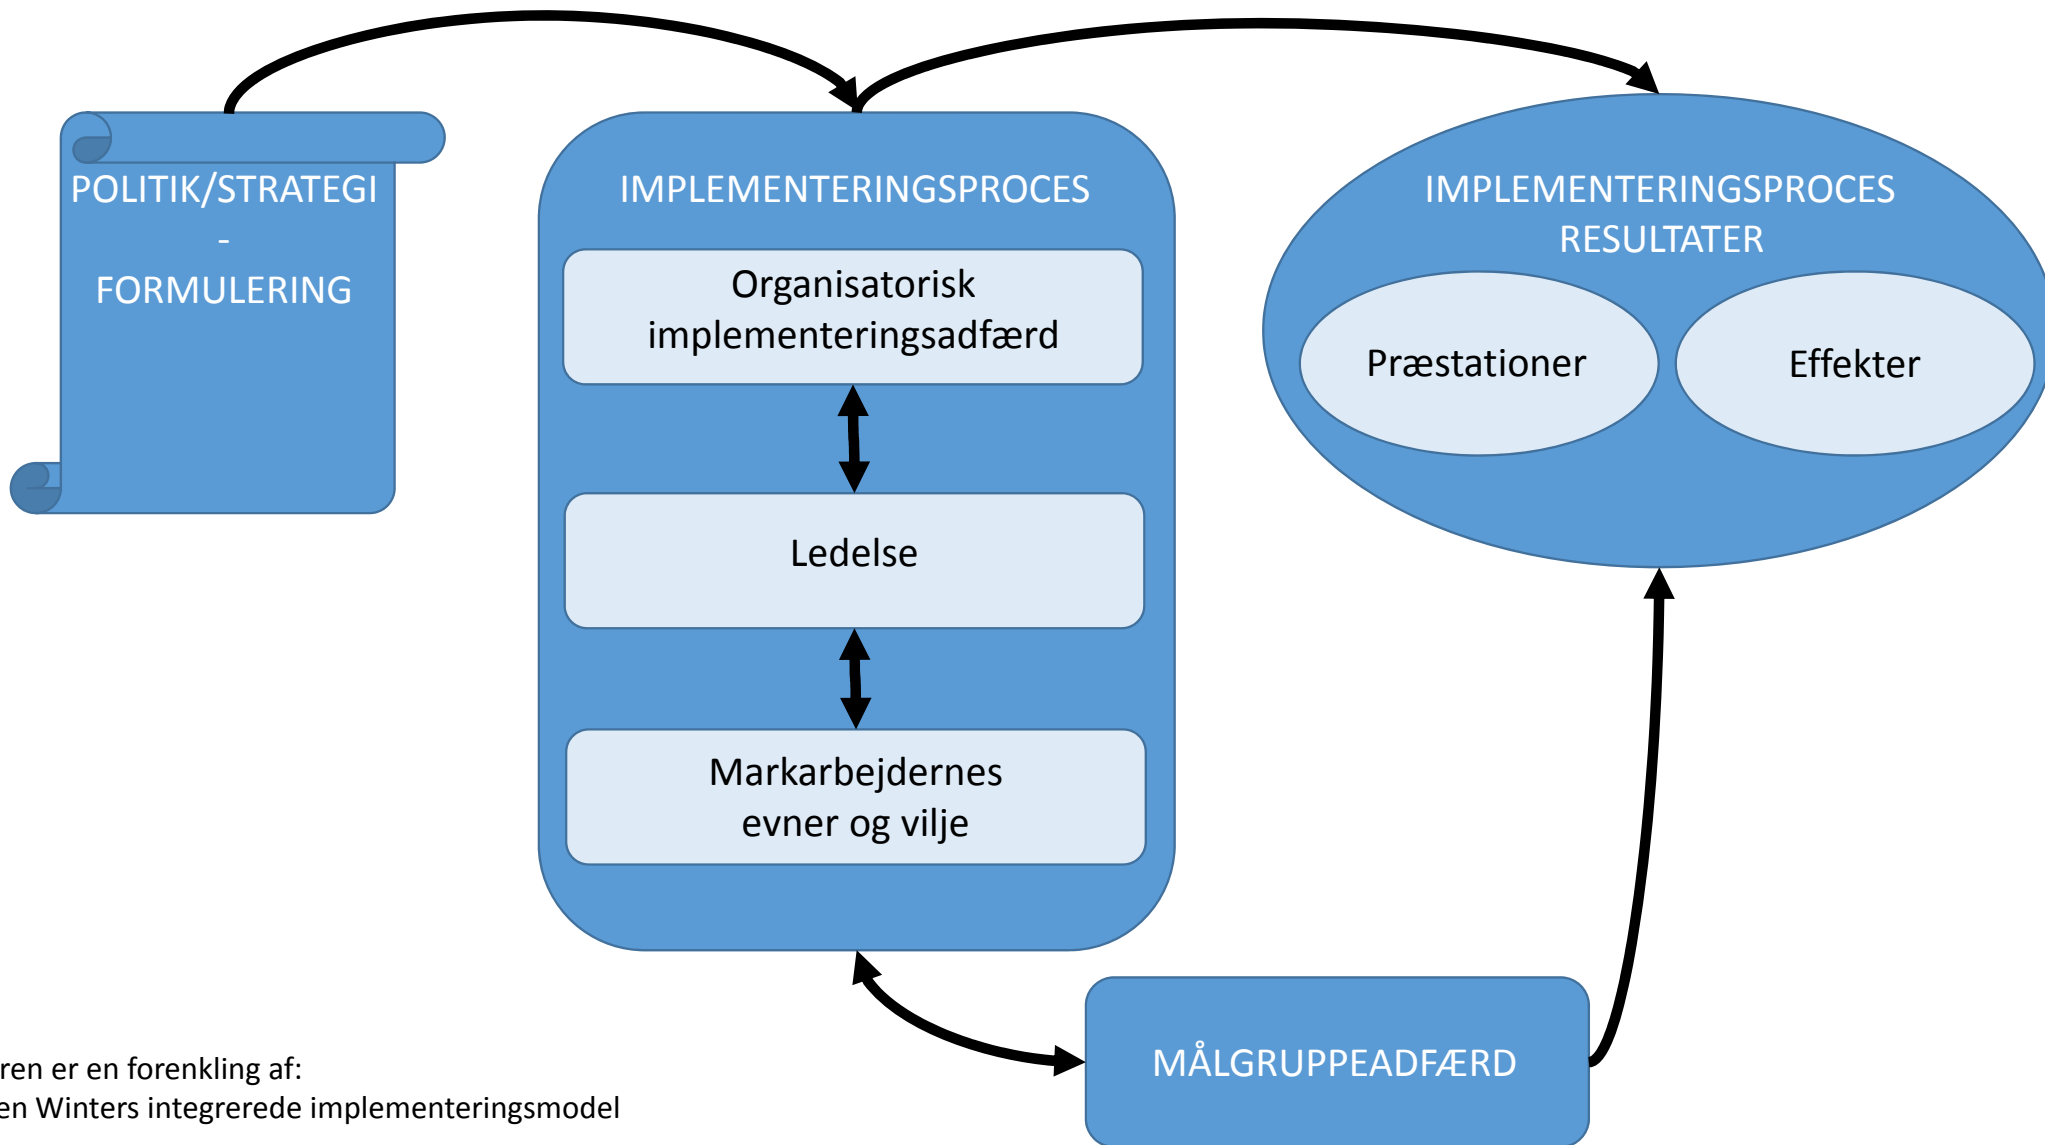 POLITIK/STRATEGI
-
FORMULERING
IMPLEMENTERINGSPROCES
Organisatorisk
implementeringsadfærd
Ledelse
Markarbejdernes
evner og vilje
IMPLEMENTERINGSPROCES
RESULTATER
Præstationer
Effekter
MÅLGRUPPEADFÆRD
ren er en forenkling af:
en Winters integrerede implementeringsmodel